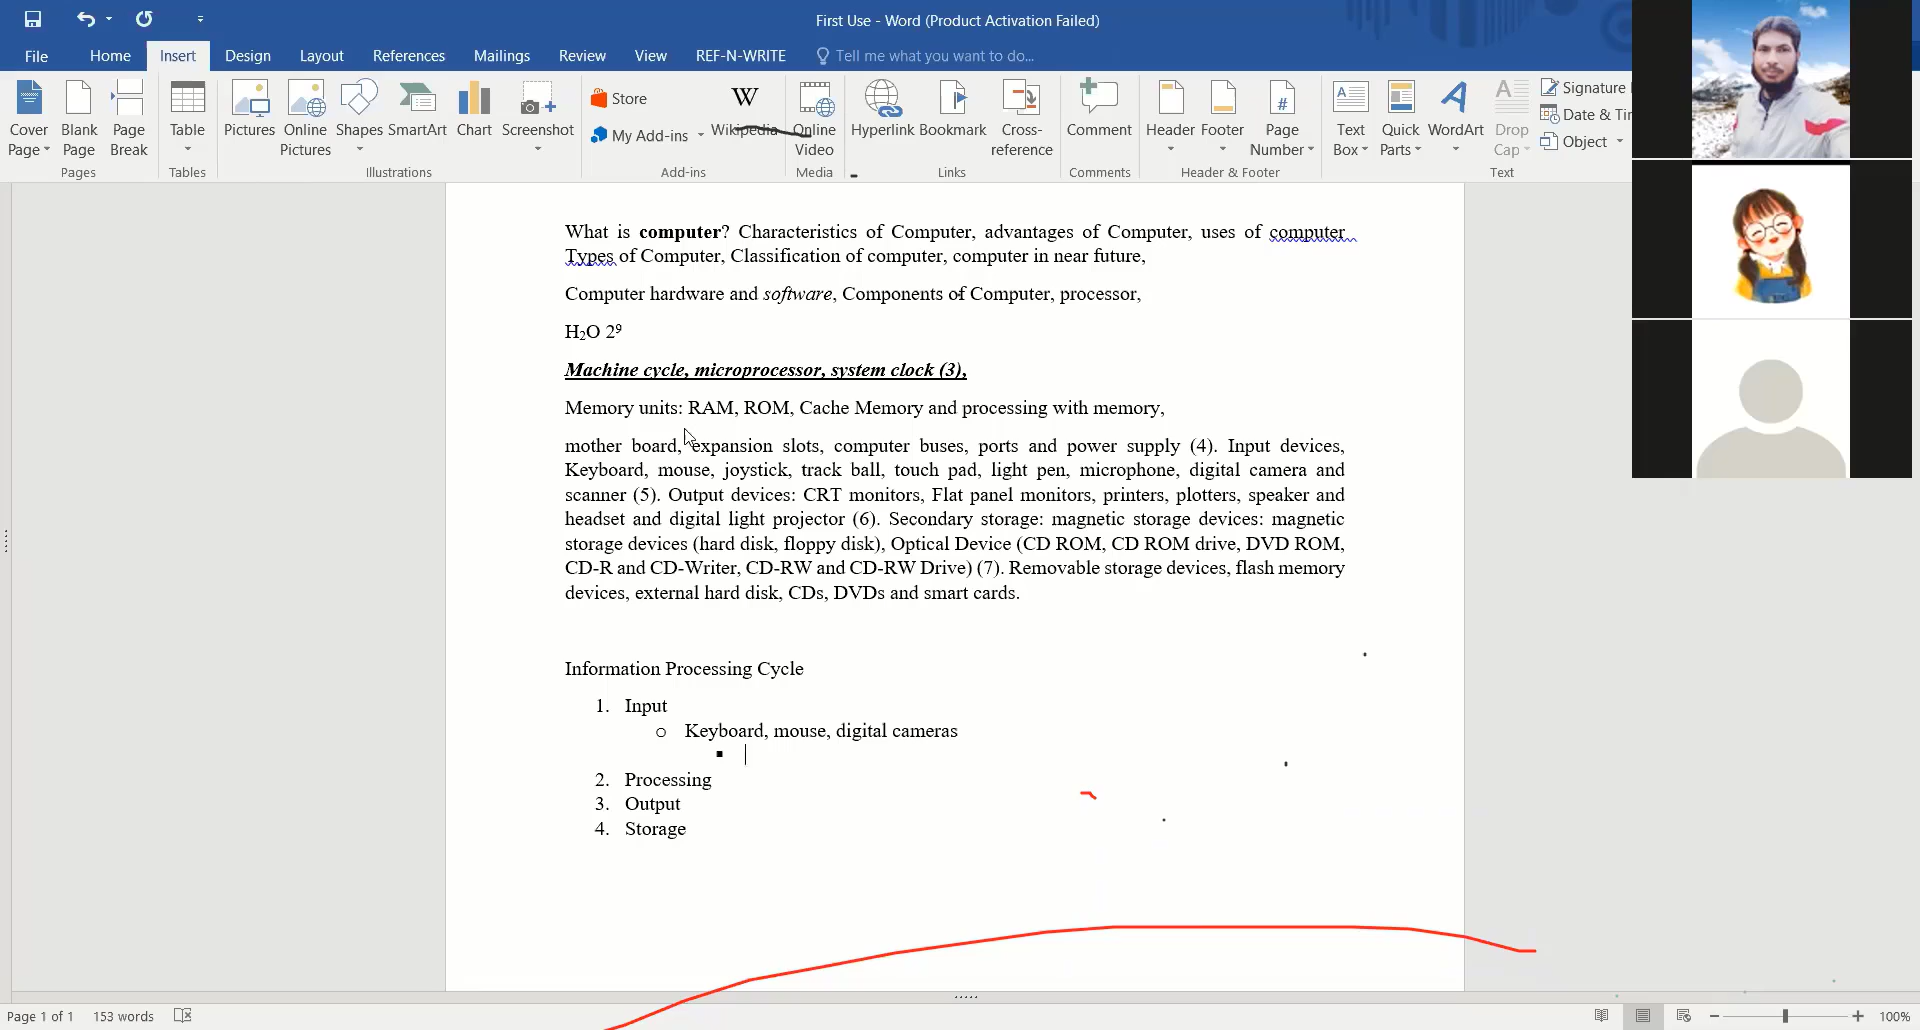 First Use - Word (Product Activation Failed)
File Home Insert Design Layout References Mailings Review View REF-N-WRITE Tell me what you want to do...
Cover Page
Blank Page
Page Break
Pages
Table
Tables
Pictures
Online Pictures
Shapes
SmartArt
Chart
Screenshot
Illustrations
Store
My Add-ins
W
Wikipedia
Add-ins
Online Video
Media
Hyperlink
Bookmark
Cross-reference
Links
Comment
Comments
Header
Footer
#
Page Number
Header & Footer
A
Text Box
Quick Parts
A
WordArt
A
Drop Cap
Signature
Date &
Object
Text
What is computer? Characteristics of Computer, advantages of Computer, uses of computer
Types of Computer, Classification of computer, computer in near future,
Computer hardware and software, Components of Computer, processor,
H₂O 2⁹
Machine cycle, microprocessor, system clock (3),
Memory units: RAM, ROM, Cache Memory and processing with memory,
mother board, expansion slots, computer buses, ports and power supply (4). Input devices,
Keyboard, mouse, joystick, track ball, touch pad, light pen, microphone, digital camera and
scanner (5). Output devices: CRT monitors, Flat panel monitors, printers, plotters, speaker and
headset and digital light projector (6). Secondary storage: magnetic storage devices: magnetic
storage devices (hard disk, floppy disk), Optical Device (CD ROM, CD ROM drive, DVD ROM,
CD-R and CD-Writer, CD-RW and CD-RW Drive) (7). Removable storage devices, flash memory
devices, external hard disk, CDs, DVDs and smart cards.
Information Processing Cycle
1. Input
o Keyboard, mouse, digital cameras
▪
2. Processing
3. Output
4. Storage
Page 1 of 1 153 words
100%